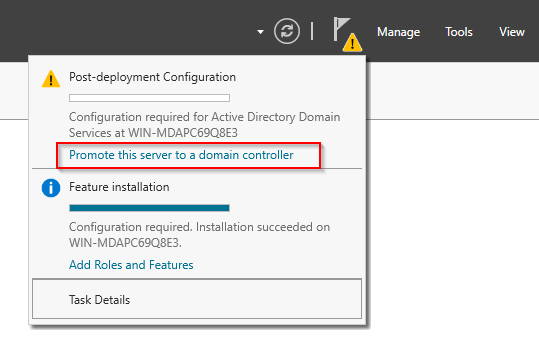 Manage Tools View
Post-deployment Configuration
Configuration required for Active Directory Domain
Services at WIN-MDAPC69Q8E3
Promote this server to a domain controller
Feature installation
Configuration required. Installation succeeded on
WIN-MDAPC69Q8E3.
Add Roles and Features
Task Details